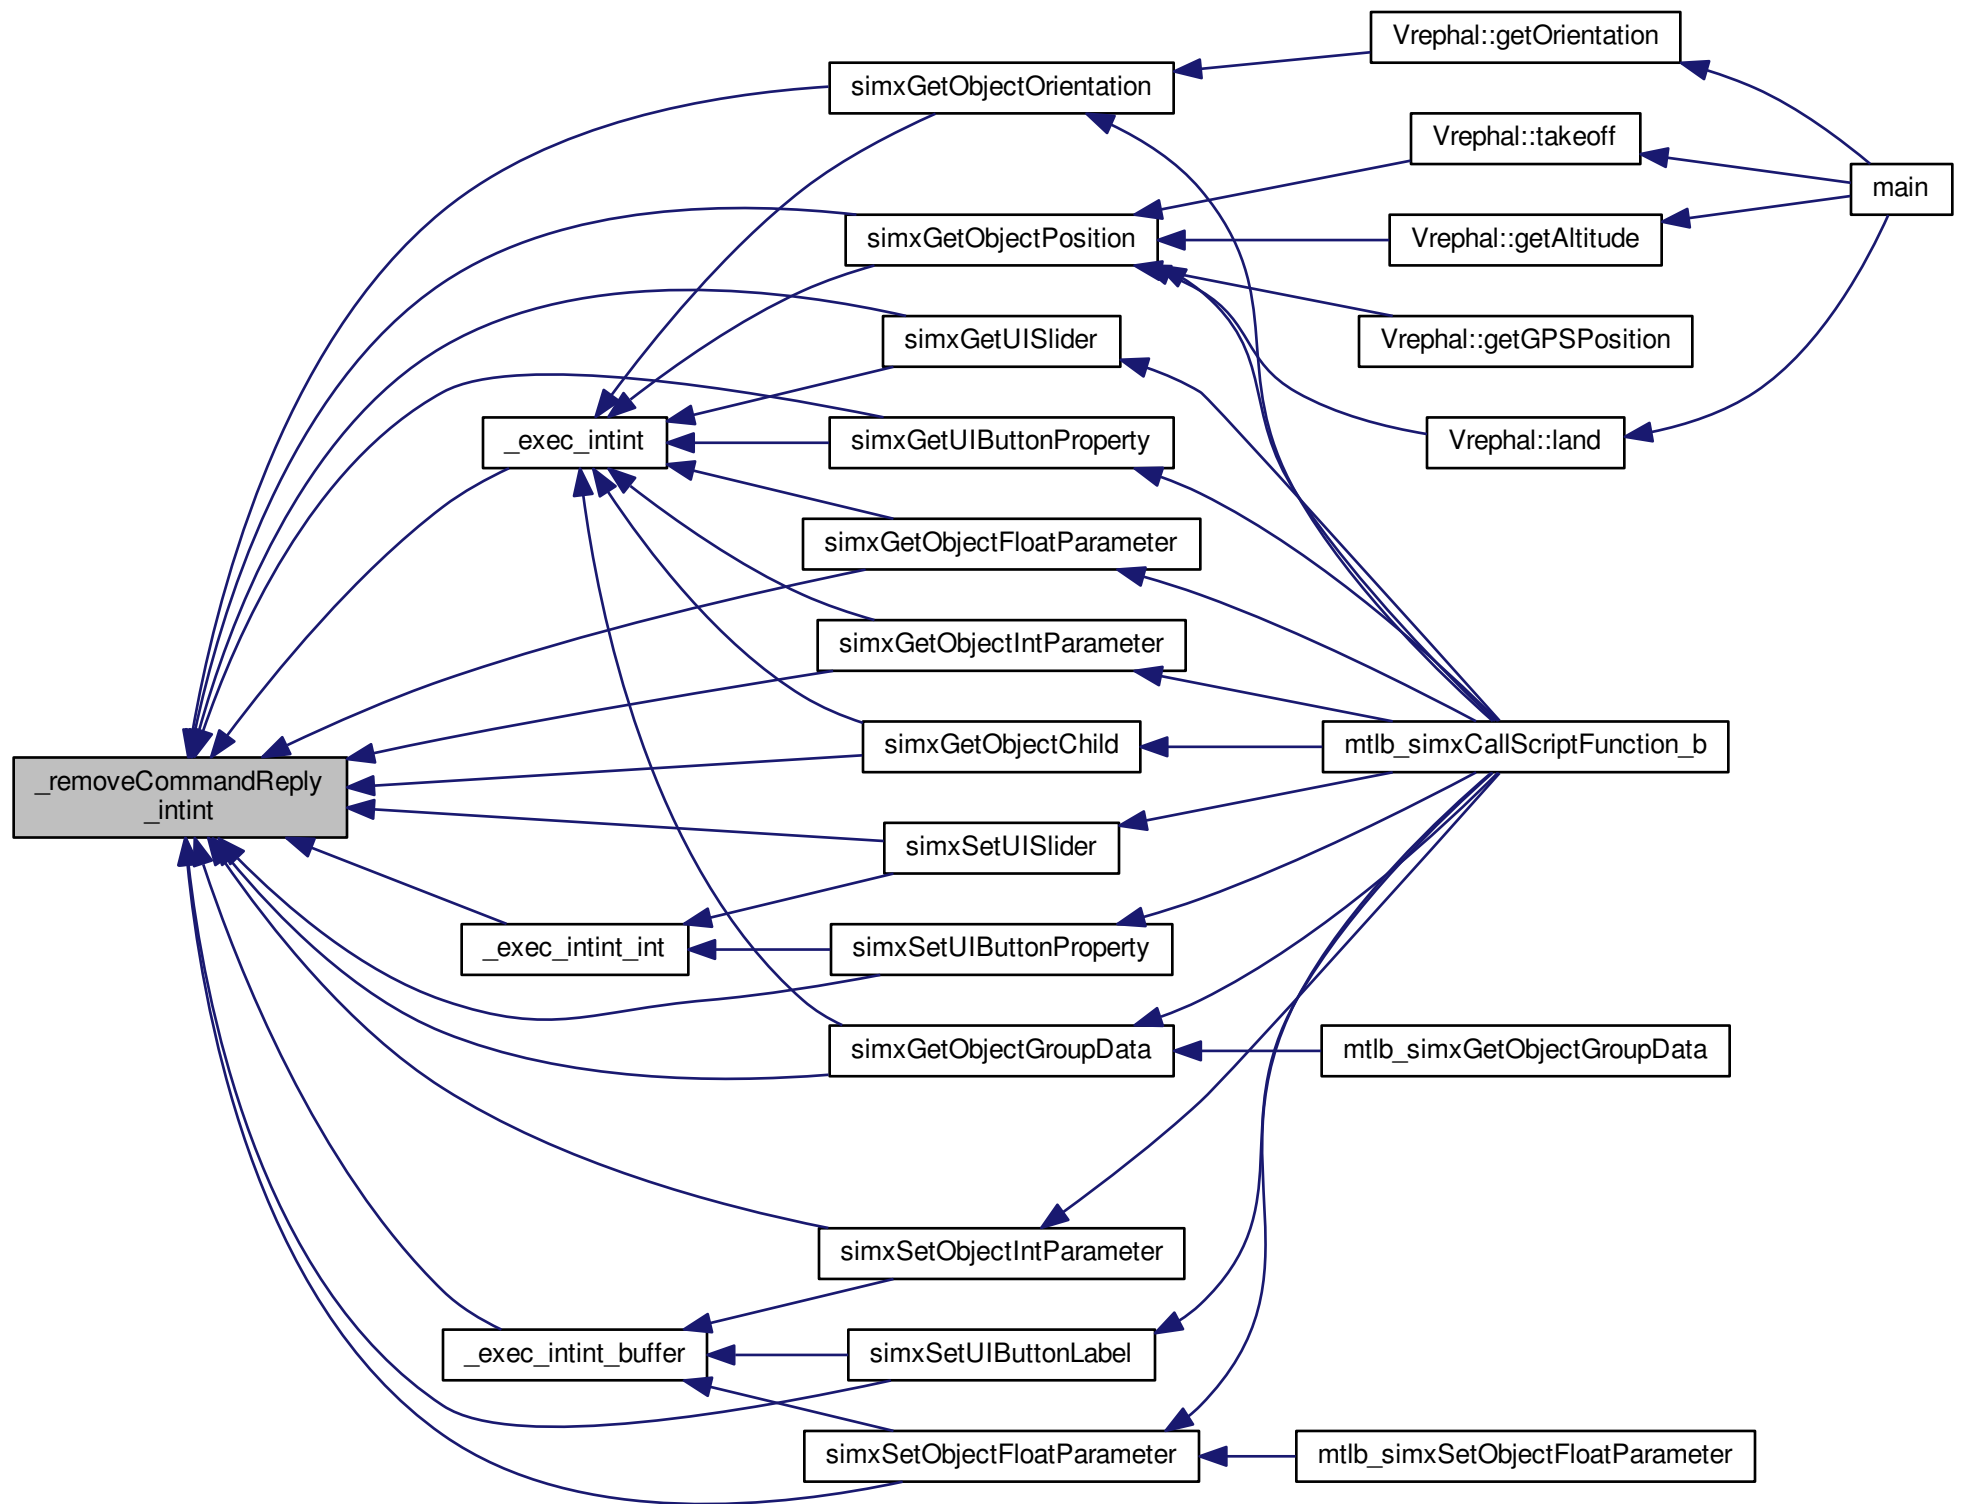 Vrephal::getOrientation
simxGetObjectOrientation
Vrephal::takeoff
main
simxGetObjectPosition
Vrephal::getAltitude
simxGetUISlider
Vrephal::getGPSPosition
_exec_intint
simxGetUIButtonProperty
Vrephal::land
simxGetObjectFloatParameter
simxGetObjectIntParameter
simxGetObjectChild
mtlb_simxCallScriptFunction_b
_removeCommandReply
_intint
simxSetUISlider
_exec_intint_int
simxSetUIButtonProperty
simxGetObjectGroupData
mtlb_simxGetObjectGroupData
simxSetObjectIntParameter
_exec_intint_buffer
simxSetUIButtonLabel
simxSetObjectFloatParameter
mtlb_simxSetObjectFloatParameter